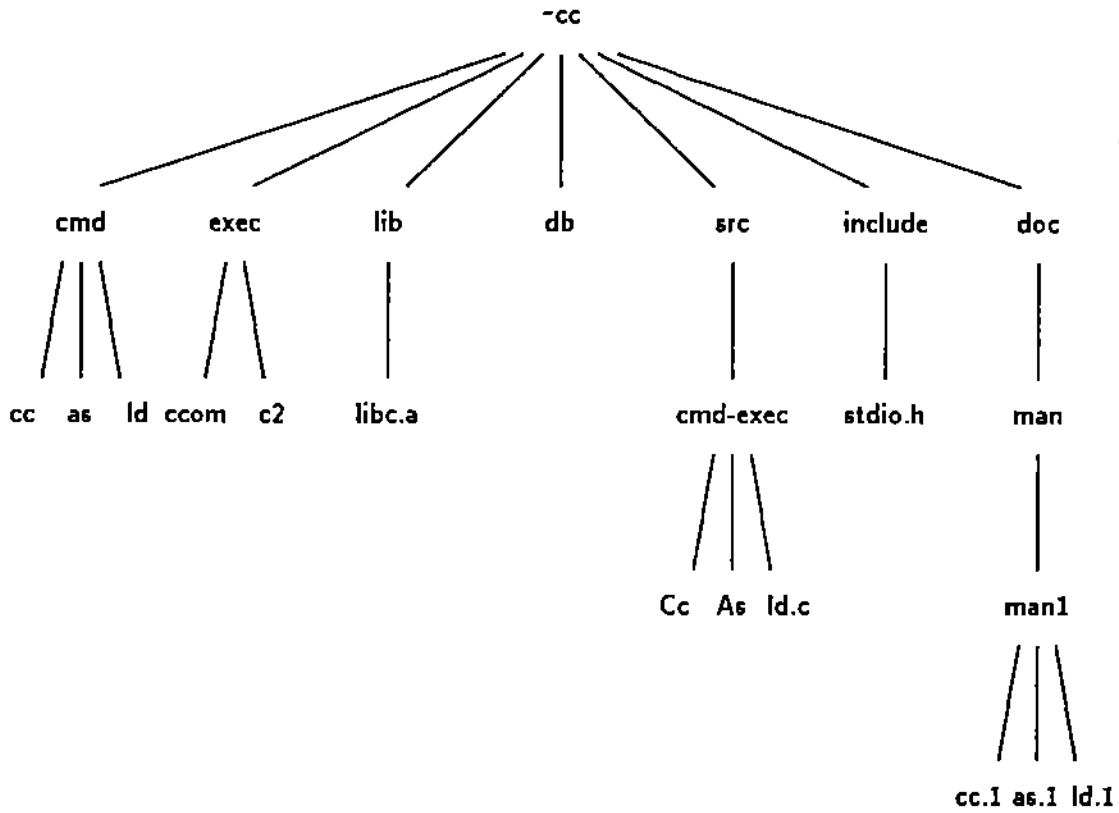 ~cc
cmd exec lib db src include doc
cc as ld ccom c2 libc.a cmd-exec stdio.h man
Cc As ld.c man1
cc.1 as.1 ld.1